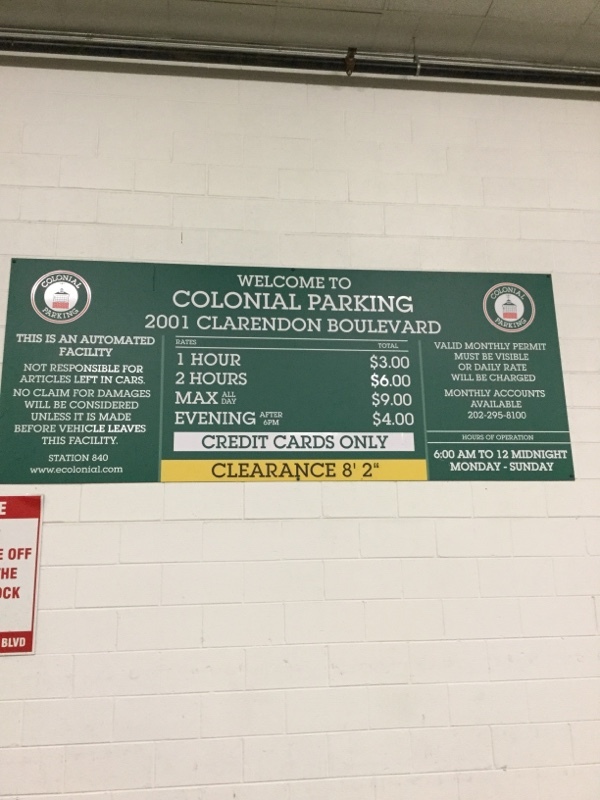 WELCOME TO
COLONIAL PARKING
2001 CLARENDON BOULEVARD
COLONIAL
PARKING
THIS IS AN AUTOMATED
FACILITY
NOT RESPONSIBLE FOR
ARTICLES LEFT IN CARS.
NO CLAIM FOR DAMAGES
WILL BE CONSIDERED
UNLESS IT IS MADE
BEFORE VEHICLE LEAVES
THIS FACILITY.
STATION 840
www.ecolonial.com
RATES TOTAL
1 HOUR $3.00
2 HOURS $6.00
MAX ALL DAY $9.00
EVENING AFTER 6PM $4.00
CREDIT CARDS ONLY
CLEARANCE 8' 2"
COLONIAL
PARKING
VALID MONTHLY PERMIT
MUST BE VISIBLE
OR DAILY RATE
WILL BE CHARGED
MONTHLY ACCOUNTS
AVAILABLE
202-295-8100
HOURS OF OPERATION
6:00 AM TO 12 MIDNIGHT
MONDAY - SUNDAY
E
E OFF
HE
OCK
BLVD